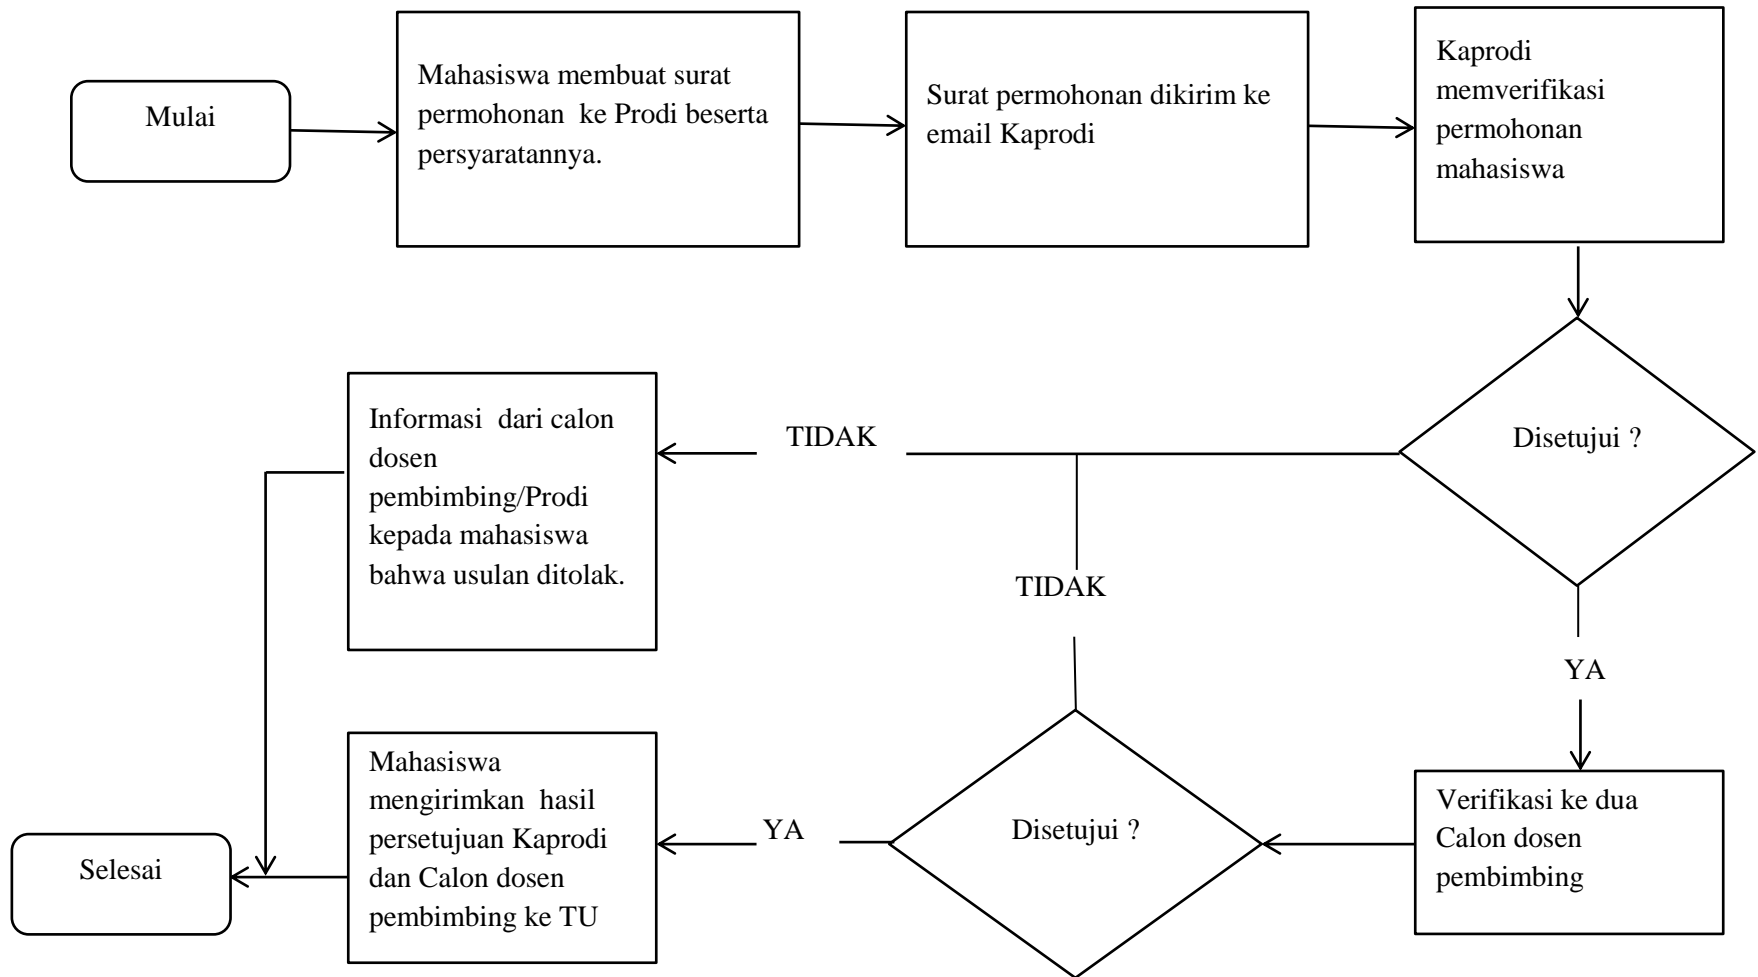 Mulai
Mahasiswa membuat surat
permohonan  ke Prodi beserta
persyaratannya.
Surat permohonan dikirim ke
email Kaprodi
Kaprodi
memverifikasi
permohonan
mahasiswa
Disetujui ?
TIDAK
Informasi  dari calon
dosen
pembimbing/Prodi
kepada mahasiswa
bahwa usulan ditolak.
TIDAK
YA
Verifikasi ke dua
Calon dosen
pembimbing
Disetujui ?
YA
Mahasiswa
mengirimkan  hasil
persetujuan Kaprodi
dan Calon dosen
pembimbing ke TU
Selesai